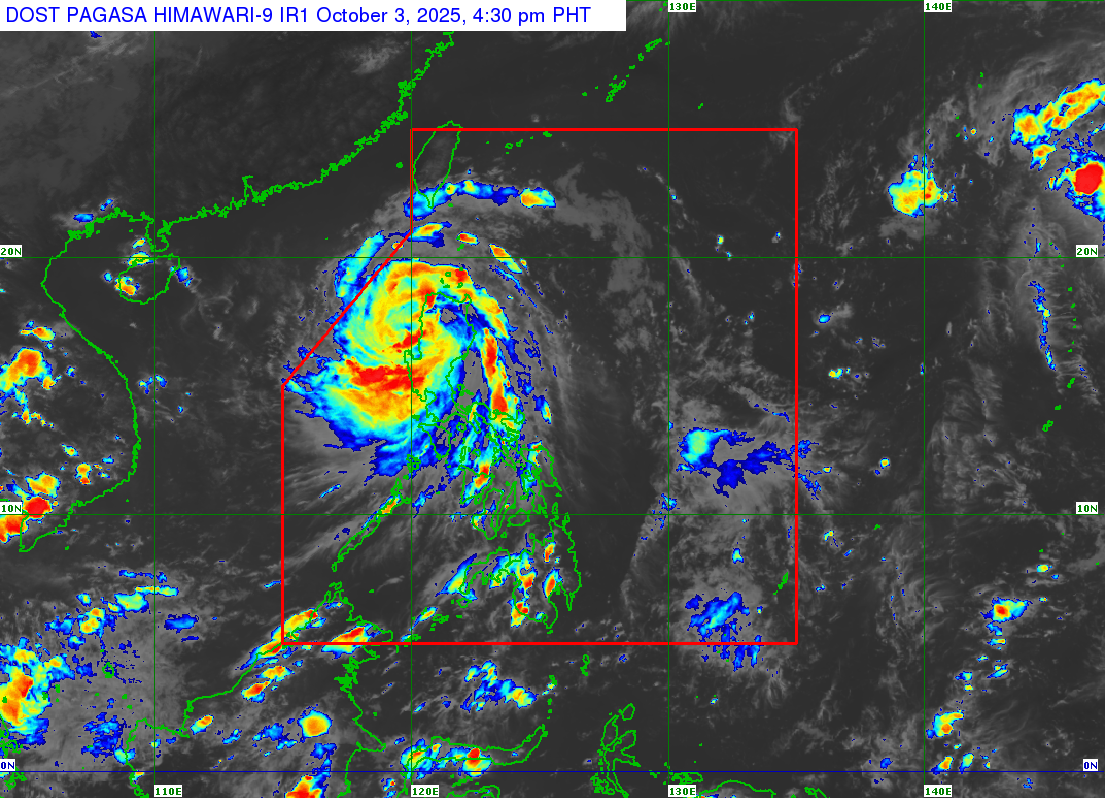 DOST PAGASA HIMAWARI-9 IR1 October 3, 2025, 4:30 pm PHT
130E
140E
20N
20N
10N
10N
0N
0N
110E
120E
130E
140E